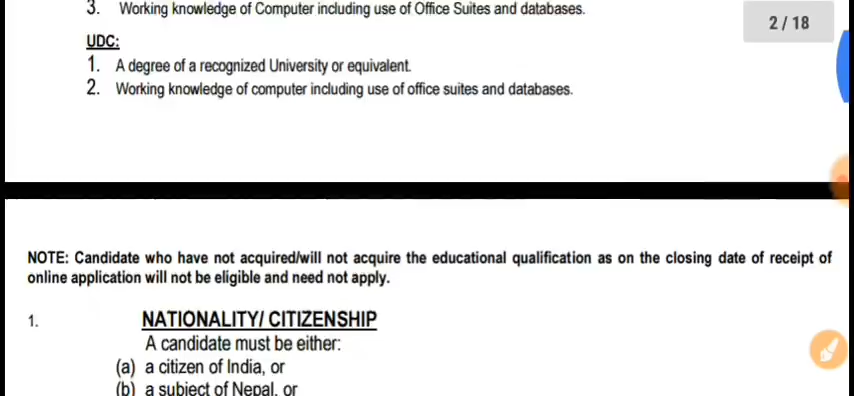 3. Working knowledge of Computer including use of Office Suites and databases.
2 / 18
UDC:
1. A degree of a recognized University or equivalent.
2. Working knowledge of computer including use of office suites and databases.
NOTE: Candidate who have not acquired/will not acquire the educational qualification as on the closing date of receipt of
online application will not be eligible and need not apply.
1. NATIONALITY/ CITIZENSHIP
A candidate must be either:
(a) a citizen of India, or
(b) a subject of Nepal, or